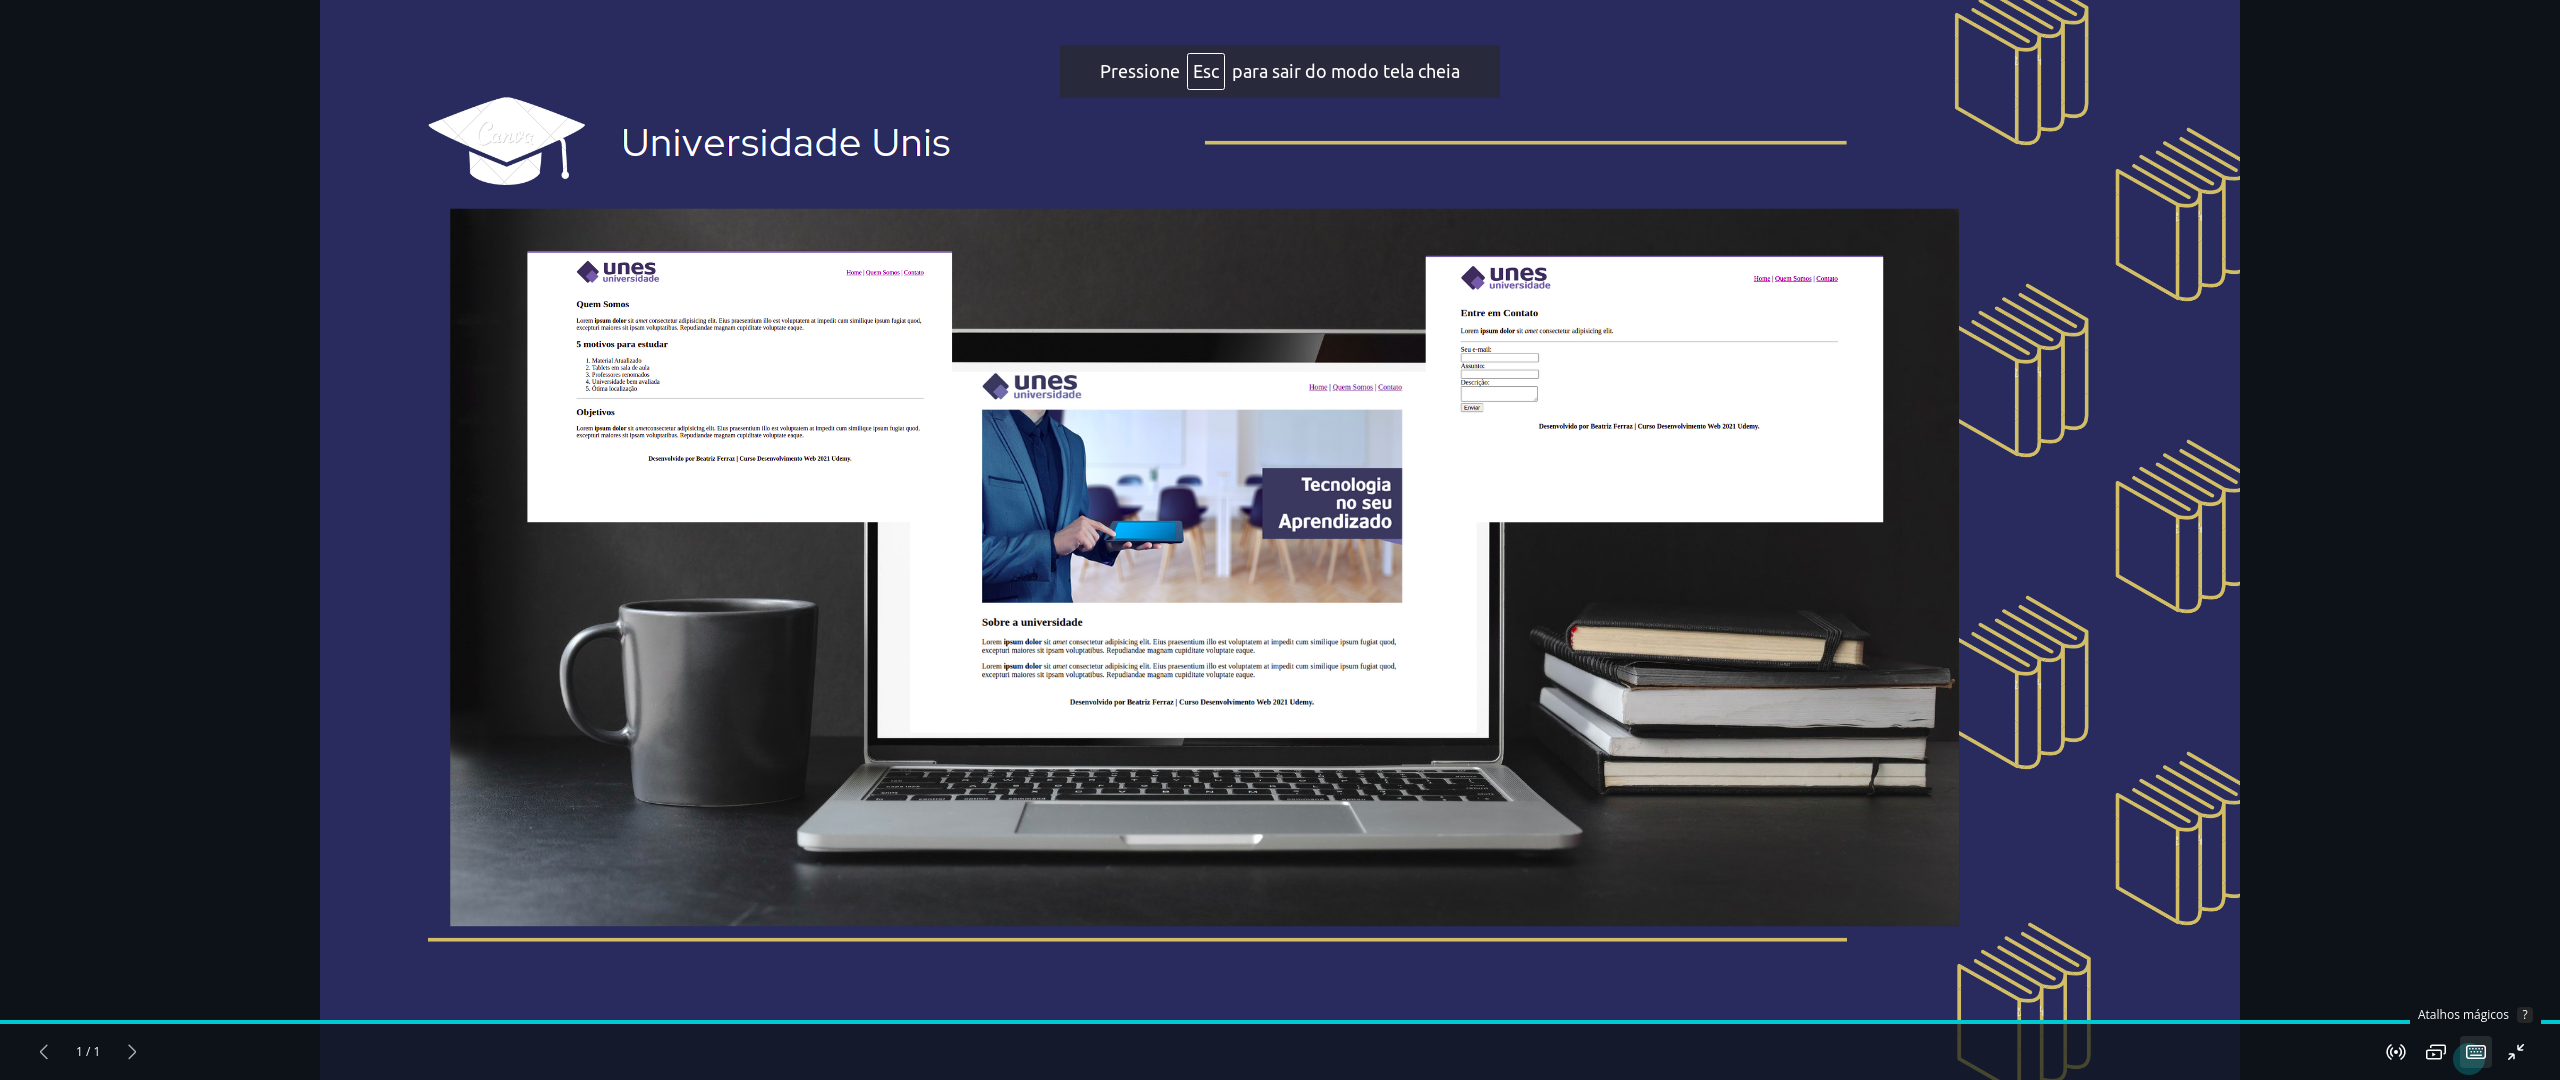 Pressione Esc para sair do modo tela cheia
Canva
Universidade Unis
unes
universidade
Home | Quem Somos | Contato
Quem Somos
Lorem ipsum dolor sit amet consectetur adipisicing elit. Eius praesentium illo est voluptatem at impedit cum similique ipsum fugiat quod,
excepturi maiores sit ipsam voluptatibus. Repudiandae magnam cupiditate voluptate eaque.
5 motivos para estudar
1. Material Atualizado
2. Tablets em sala de aula
3. Professores renomados
4. Universidade bem avaliada
5. Ótima localização
Objetivos
Lorem ipsum dolor sit ametconsectetur adipisicing elit. Eius praesentium illo est voluptatem at impedit cum similique ipsum fugiat quod,
excepturi maiores sit ipsam voluptatibus. Repudiandae magnam cupiditate voluptate eaque.
Desenvolvido por Beatriz Ferraz | Curso Desenvolvimento Web 2021 Udemy.
unes
universidade
Home | Quem Somos | Contato
Tecnologia
no seu
Aprendizado
Sobre a universidade
Lorem ipsum dolor sit amet consectetur adipisicing elit. Eius praesentium illo est voluptatem at impedit cum similique ipsum fugiat quod,
excepturi maiores sit ipsam voluptatibus. Repudiandae magnam cupiditate voluptate eaque.
Lorem ipsum dolor sit amet consectetur adipisicing elit. Eius praesentium illo est voluptatem at impedit cum similique ipsum fugiat quod,
excepturi maiores sit ipsam voluptatibus. Repudiandae magnam cupiditate voluptate eaque.
Desenvolvido por Beatriz Ferraz | Curso Desenvolvimento Web 2021 Udemy.
unes
universidade
Home | Quem Somos | Contato
Entre em Contato
Lorem ipsum dolor sit amet consectetur adipisicing elit.
Seu e-mail:
Assunto:
Descrição:
Enviar
Desenvolvido por Beatriz Ferraz | Curso Desenvolvimento Web 2021 Udemy.
Atalhos mágicos ?
1 / 1